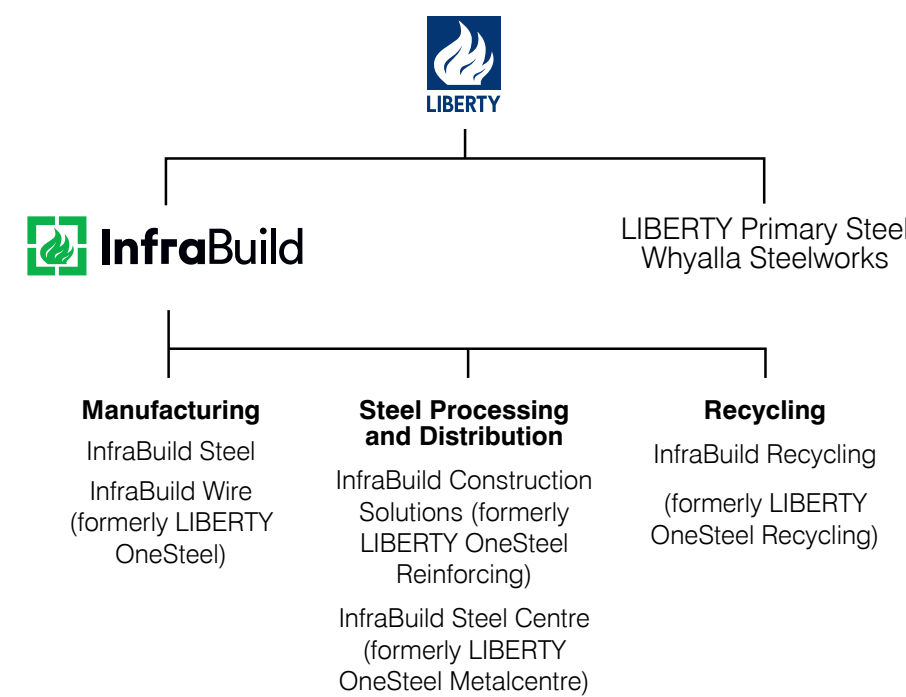 LIBERTY
InfraBuild
LIBERTY Primary Steel
Whyalla Steelworks
Manufacturing
InfraBuild Steel
InfraBuild Wire
(formerly LIBERTY
OneSteel)
Steel Processing
and Distribution
InfraBuild Construction
Solutions (formerly
LIBERTY OneSteel
Reinforcing)
InfraBuild Steel Centre
(formerly LIBERTY
OneSteel Metalcentre)
Recycling
InfraBuild Recycling
(formerly LIBERTY
OneSteel Recycling)